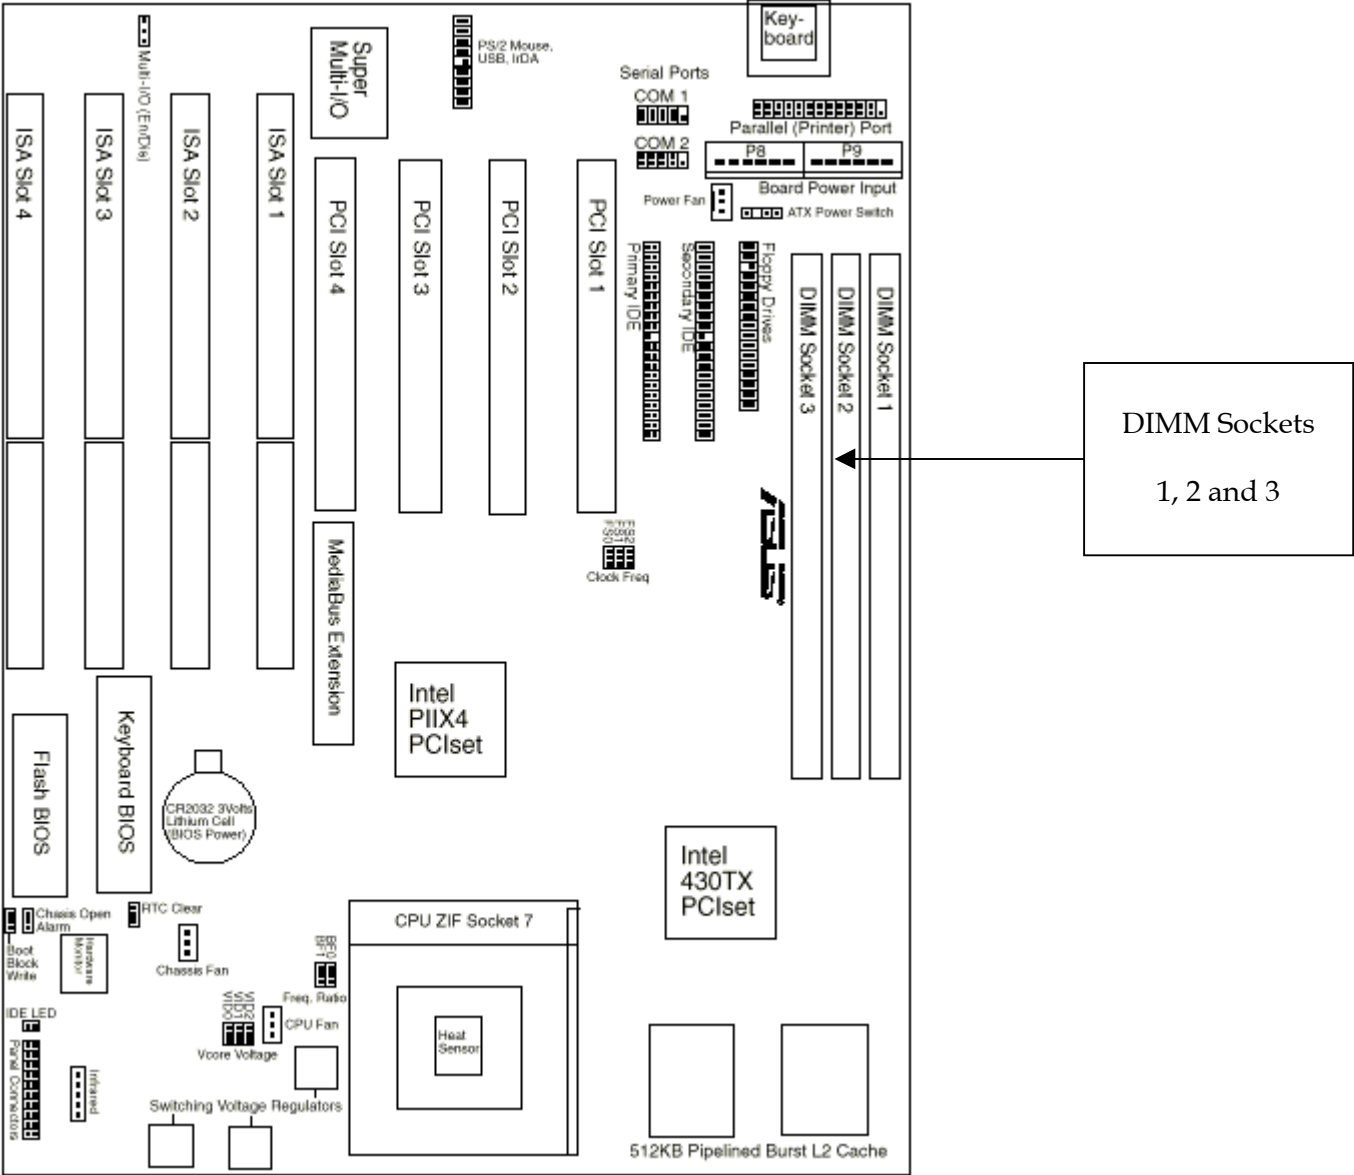 Key-
board
PS/2 Mouse,
USB, IrDA
Super
Multi-I/O
Multi-I/O (En/Dis)
Serial Ports
COM 1
COM 2
Parallel (Printer) Port
P8
P9
Board Power Input
Power Fan
ATX Power Switch
ISA Slot 4
ISA Slot 3
ISA Slot 2
ISA Slot 1
PCI Slot 4
PCI Slot 3
PCI Slot 2
PCI Slot 1
Primary IDE
Secondary IDE
Floppy Drives
DIMM Socket 3
DIMM Socket 2
DIMM Socket 1
DIMM Sockets
1, 2 and 3
ASUS
FS0
FS1
FS2
Clock Freq
MediaBus Extension
Intel
PIIX4
PCIset
Flash BIOS
Keyboard BIOS
CR2032 3Volts
Lithium Cell
(BIOS Power)
Intel
430TX
PCIset
Chasis Open
Alarm
RTC Clear
Boot
Block
Write
Hardware
Monitor
Chassis Fan
CPU ZIF Socket 7
BF1
BF0
Freq. Ratio
VID0
VID1
VID2
CPU Fan
Vcore Voltage
Heat
Sensor
IDE LED
Panel Connectors
Infrared
Switching Voltage Regulators
512KB Pipelined Burst L2 Cache